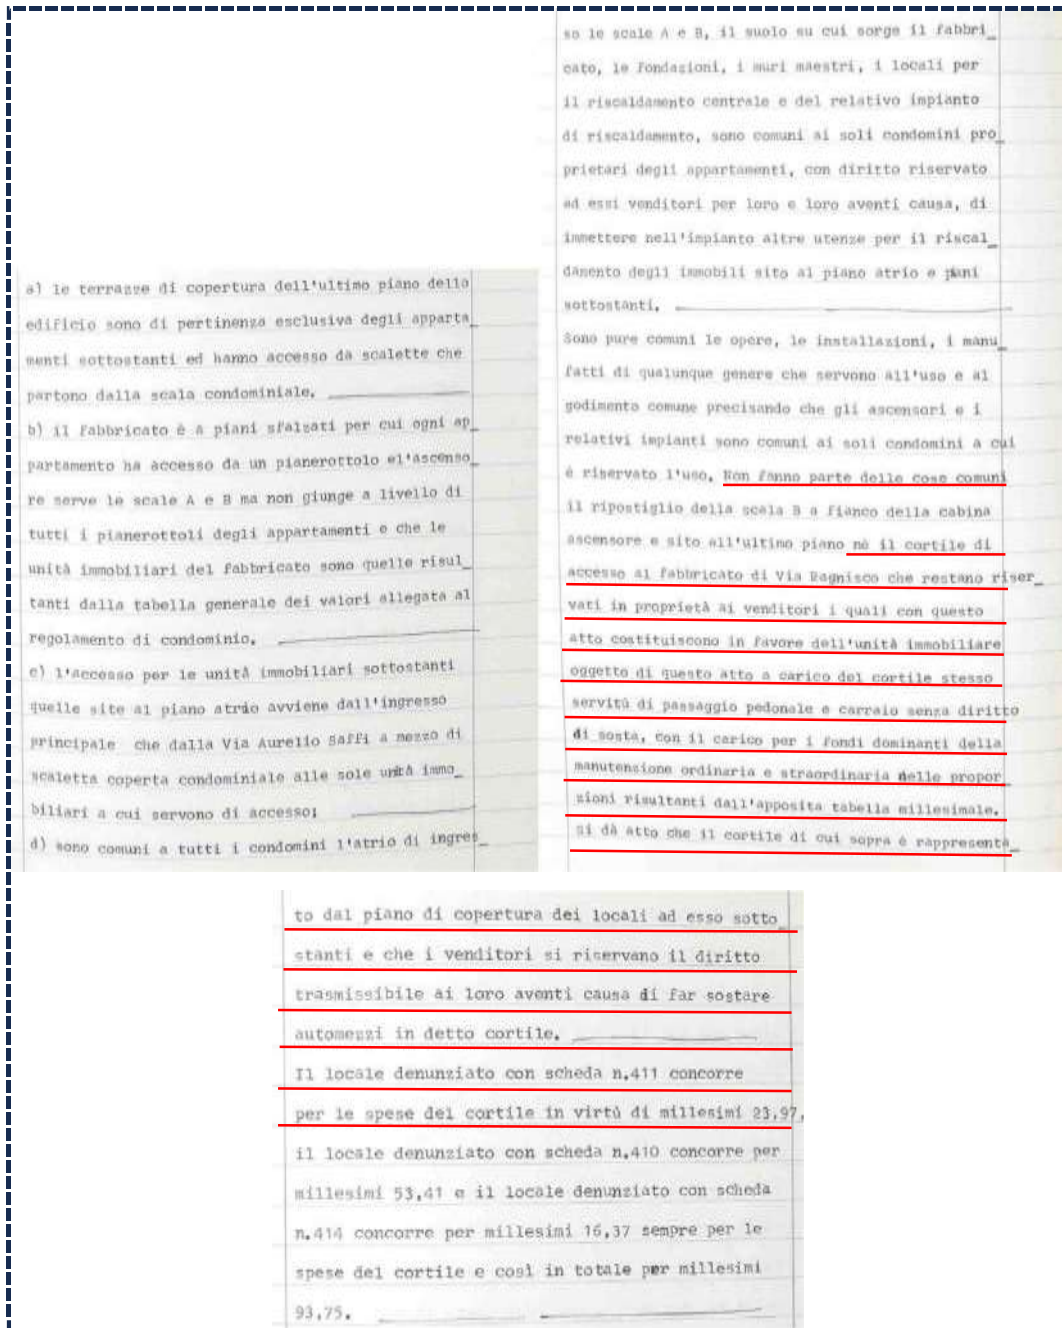 a) le terrazze di copertura dell'ultimo piano dello
edificio sono di pertinenza esclusiva degli apparta_
menti sottostanti ed hanno accesso da scalette che
partono dalla scala condominiale.
b) il fabbricato è a piani sfalsati per cui ogni ap_
partamento ha accesso da un pianerottolo el'ascenso_
re serve le scale A e B ma non giunge a livello di
tutti i pianerottoli degli appartamenti e che le
unità immobiliari del fabbricato sono quelle risul_
tanti dalla tabella generale dei valori allegata al
regolamento di condominio.
c) l'accesso per le unità immobiliari sottostanti
quelle site al piano atrio avviene dall'ingresso
principale che dalla Via Aurelio Saffi a mezzo di
scaletta coperta condominiale alle sole unità immo_
biliari a cui servono di accesso;
d) sono comuni a tutti i condomini l'atrio di ingres_
so le scale A e B, il suolo su cui sorge il fabbri_
cato, le fondazioni, i muri maestri, i locali per
il riscaldamento centrale e del relativo impianto
di riscaldamento, sono comuni ai soli condomini pro_
prietari degli appartamenti, con diritto riservato
ad essi venditori per loro e loro aventi causa, di
immettere nell'impianto altre utenze per il riscal_
damento degli immobili sito al piano atrio e piani
sottostanti.
Sono pure comuni le opere, le installazioni, i manu_
fatti di qualunque genere che servono all'uso e al
godimento comune precisando che gli ascensori e i
relativi impianti sono comuni ai soli condomini a cui
è riservato l'uso. Non fanno parte delle cose comuni
il ripostiglio della scala B a fianco della cabina
ascensore e sito all'ultimo piano nè il cortile di
accesso al fabbricato di Via Ragnisco che restano riser_
vati in proprietà ai venditori i quali con questo
atto costituiscono in favore dell'unità immobiliare
oggetto di questo atto a carico del cortile stesso
servitù di passaggio pedonale e carraio senza diritto
di sosta, con il carico per i fondi dominanti della
manutenzione ordinaria e straordinaria nelle propor_
zioni risultanti dall'apposita tabella millesimale.
si dà atto che il cortile di cui sopra è rappresenta_
to dal piano di copertura dei locali ad esso sotto_
stanti e che i venditori si riservano il diritto
trasmissibile ai loro aventi causa di far sostare
automezzi in detto cortile.
Il locale denunziato con scheda n.411 concorre
per le spese del cortile in virtù di millesimi 23,97,
il locale denunziato con scheda n.410 concorre per
millesimi 53,41 e il locale denunziato con scheda
n.414 concorre per millesimi 16,37 sempre per le
spese del cortile e così in totale per millesimi
93,75.